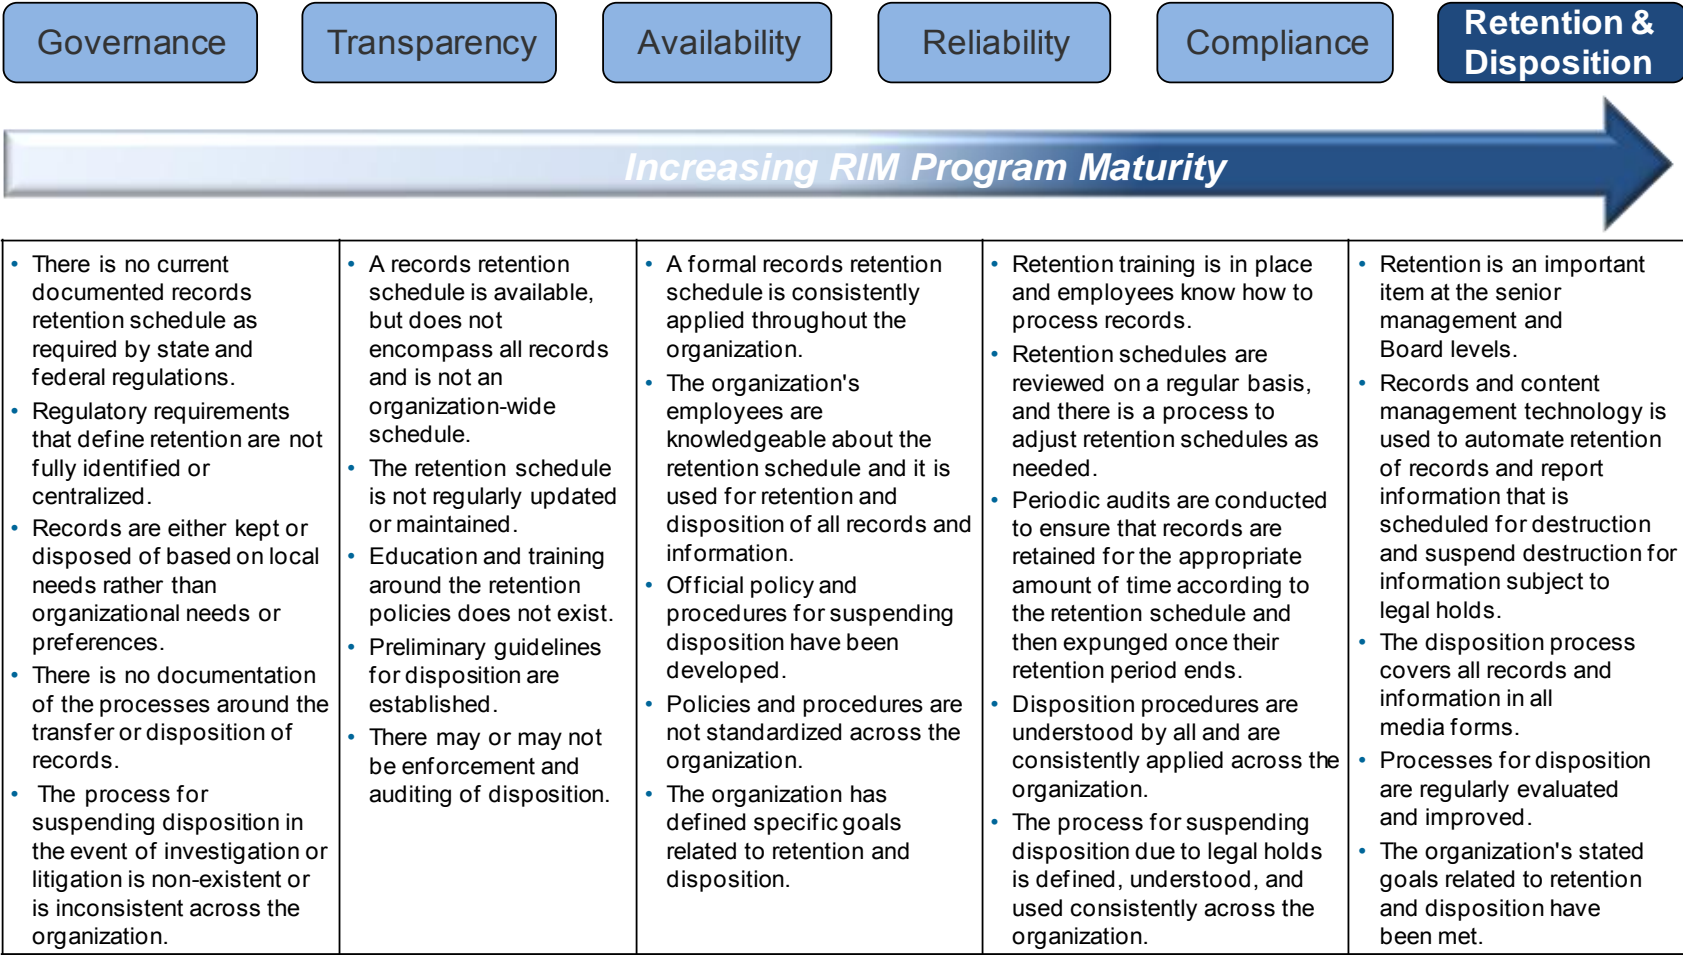 Governance
Transparency
Availability
Reliability
Compliance
Retention &
Disposition
Increasing RIM Program Maturity
• There is no current
documented records
retention schedule as
required by state and
federal regulations.
• Regulatory requirements
that define retention are not
fully identified or
centralized.
• Records are either kept or
disposed of based on local
needs rather than
organizational needs or
preferences.
• There is no documentation
of the processes around the
transfer or disposition of
records.
• The process for
suspending disposition in
the event of investigation or
litigation is non-existent or
is inconsistent across the
organization.
• A records retention
schedule is available,
but does not
encompass all records
and is not an
organization-wide
schedule.
• The retention schedule
is not regularly updated
or maintained.
• Education and training
around the retention
policies does not exist.
• Preliminary guidelines
for disposition are
established.
• There may or may not
be enforcement and
auditing of disposition.
• A formal records retention
schedule is consistently
applied throughout the
organization.
• The organization's
employees are
knowledgeable about the
retention schedule and it is
used for retention and
disposition of all records and
information.
• Official policy and
procedures for suspending
disposition have been
developed.
• Policies and procedures are
not standardized across the
organization.
• The organization has
defined specific goals
related to retention and
disposition.
• Retention training is in place
and employees know how to
process records.
• Retention schedules are
reviewed on a regular basis,
and there is a process to
adjust retention schedules as
needed.
• Periodic audits are conducted
to ensure that records are
retained for the appropriate
amount of time according to
the retention schedule and
then expunged once their
retention period ends.
• Disposition procedures are
understood by all and are
consistently applied across the
organization.
• The process for suspending
disposition due to legal holds
is defined, understood, and
used consistently across the
organization.
• Retention is an important
item at the senior
management and
Board levels.
• Records and content
management technology is
used to automate retention
of records and report
information that is
scheduled for destruction
and suspend destruction for
information subject to
legal holds.
• The disposition process
covers all records and
information in all
media forms.
• Processes for disposition
are regularly evaluated
and improved.
• The organization's stated
goals related to retention
and disposition have
been met.